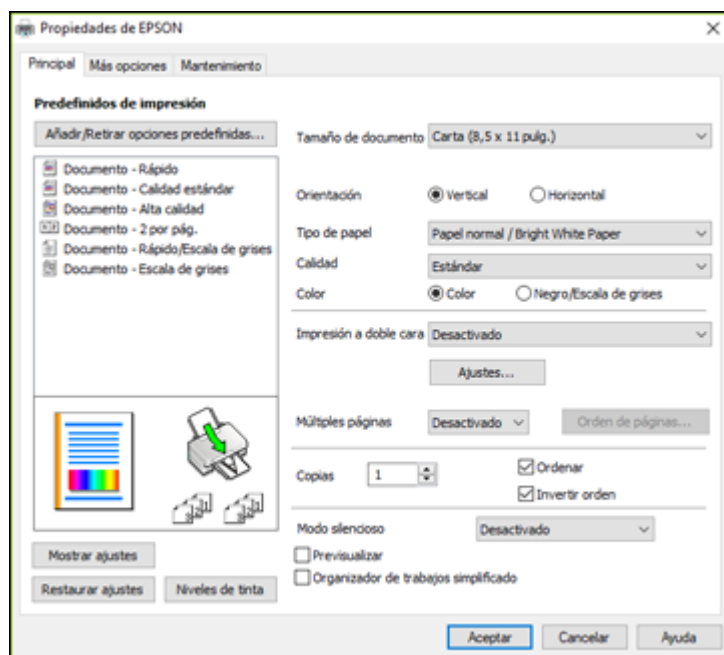 Propiedades de EPSON
Principal
Más opciones
Mantenimiento
Predefinidos de impresión
Añadir/Retirar opciones predefinidas...
Documento - Rápido
Documento - Calidad estándar
Documento - Alta calidad
Documento - 2 por pág.
Documento - Rápido/Escala de grises
Documento - Escala de grises
Mostrar ajustes
Restaurar ajustes
Niveles de tinta
Tamaño de documento
Carta (8,5 x 11 pulg.)
Orientación
Vertical
Horizontal
Tipo de papel
Papel normal / Bright White Paper
Calidad
Estándar
Color
Color
Negro/Escala de grises
Impresión a doble cara
Desactivado
Ajustes...
Múltiples páginas
Desactivado
Orden de páginas...
Copias
1
Ordenar
Invertir orden
Modo silencioso
Desactivado
Previsualizar
Organizador de trabajos simplificado
Aceptar
Cancelar
Ayuda